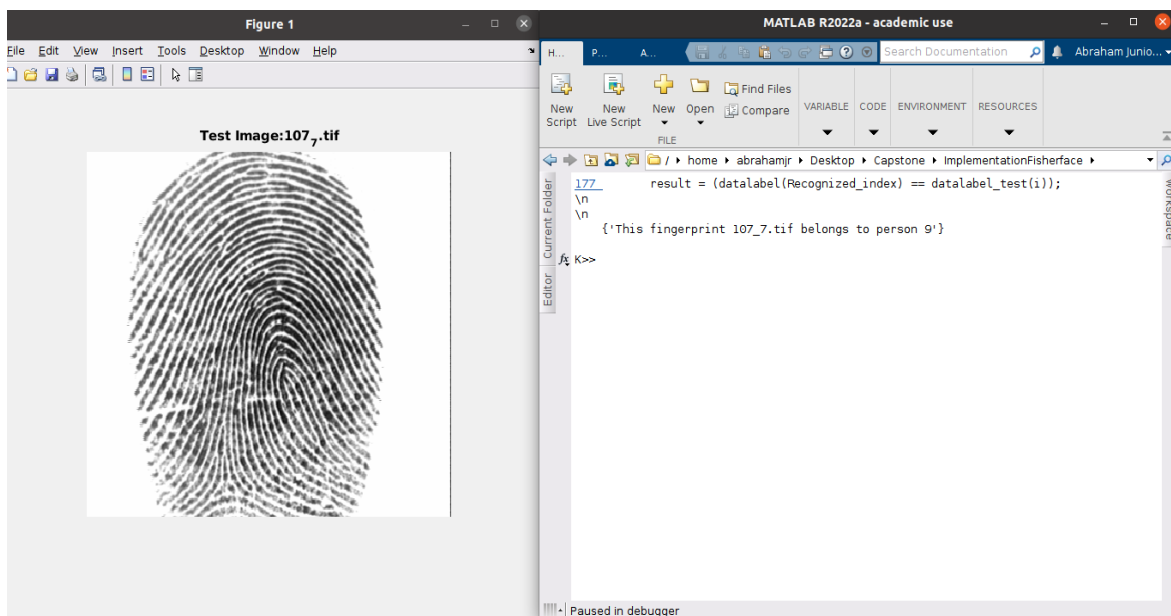 Figure 1
File Edit View Insert Tools Desktop Window Help
Test Image:107_7.tif
MATLAB R2022a - academic use
H... P... A... Search Documentation Abraham Junio...
New Script
New Live Script
New
Open
Find Files
Compare
FILE
VARIABLE CODE ENVIRONMENT RESOURCES
/ home abrahamjr Desktop Capstone ImplementationFisherface
Current Folder
Editor
Workspace
177 result = (datalabel(Recognized_index) == datalabel_test(i));
\n
\n
{'This fingerprint 107_7.tif belongs to person 9'}
fx K>>
Paused in debugger